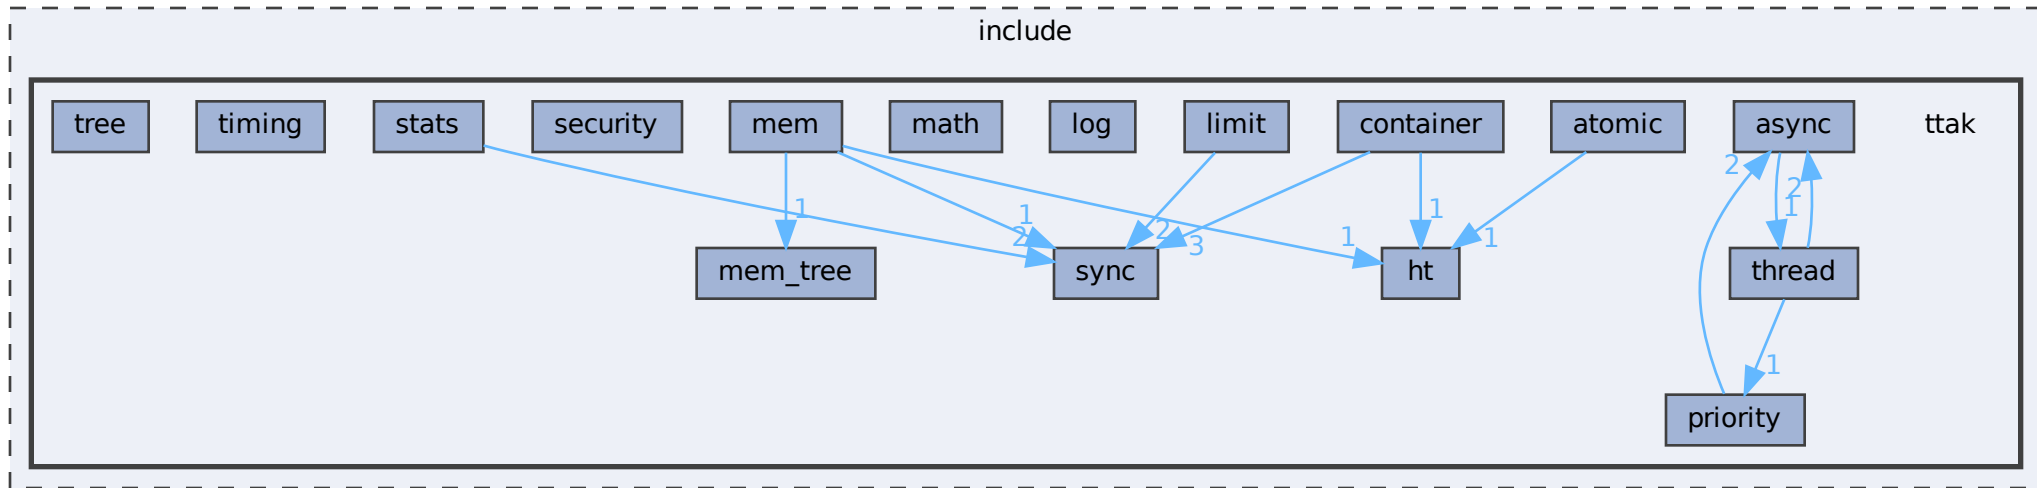 include
tree
timing
stats
security
mem
math
log
limit
container
atomic
async
ttak
2
2
1
1
1
2
2
3
1
1
1
mem_tree
sync
ht
thread
1
priority